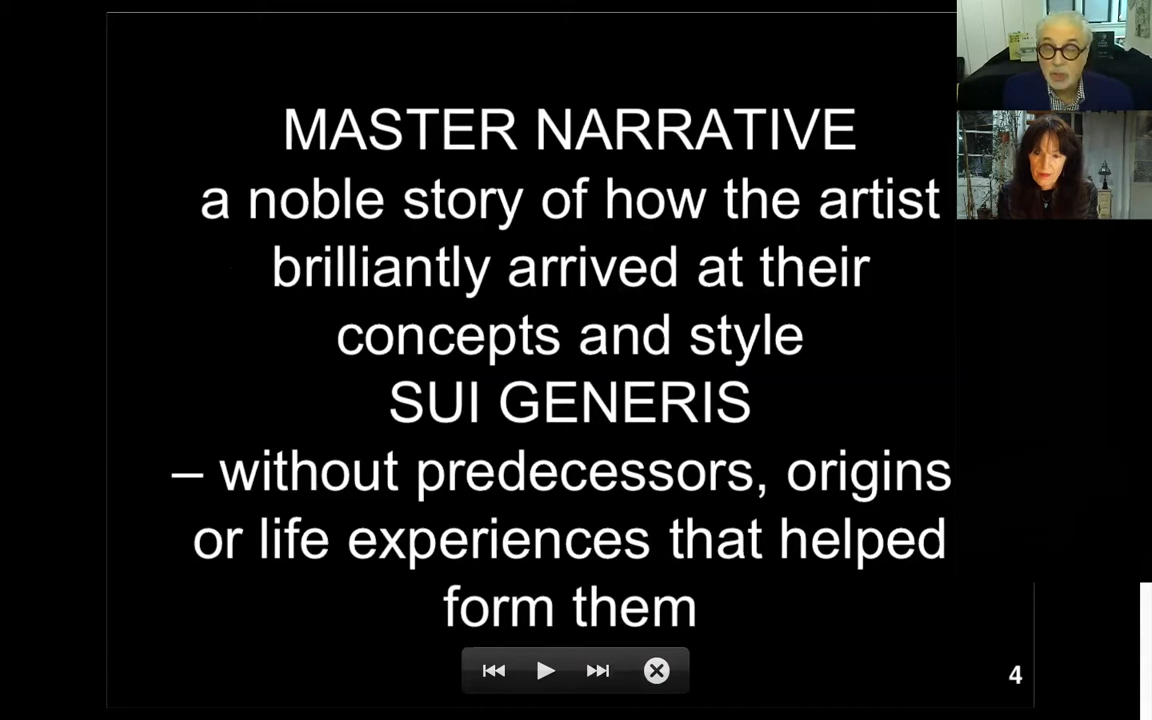 MASTER NARRATIVE
a noble story of how the artist
brilliantly arrived at their
concepts and style
SUI GENERIS
– without predecessors, origins
or life experiences that helped
form them
4